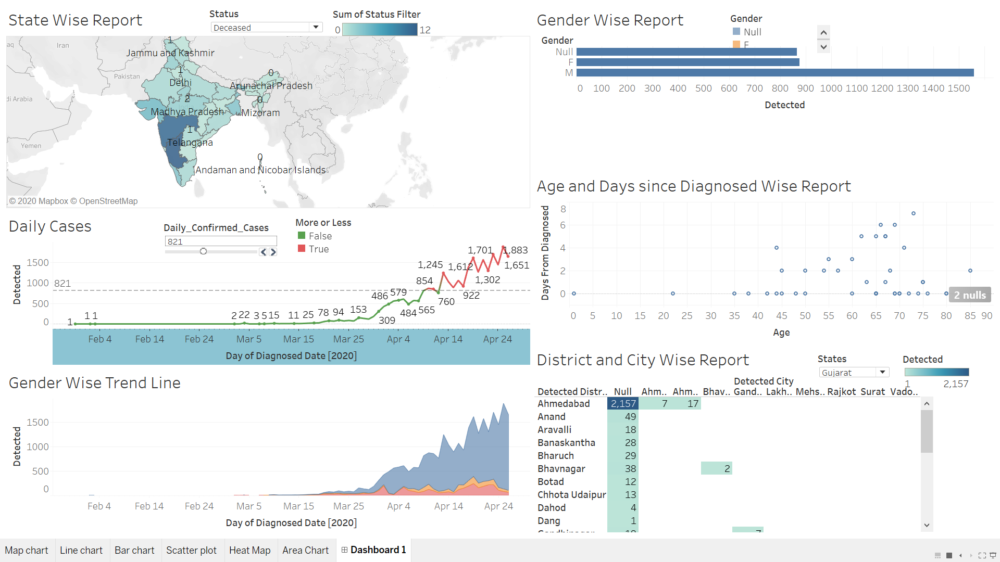 State Wise Report
Status
Deceased
Sum of Status Filter
0
12
aq
Iran
Pakistan
di Arabia
Yemen
1
Jammu and Kashmir
1
Delhi
0
Arunachal Pradesh
2
Madhya Pradesh
0
Mizoram
1
Telangana
0
Andaman and Nicobar Islands
© 2020 Mapbox © OpenStreetMap
Gender Wise Report
Gender
Null
F
Gender
Null
F
M
0 100 200 300 400 500 600 700 800 900 1000 1100 1200 1300 1400 1500
Detected
Daily Cases
Daily_Confirmed_Cases
821
More or Less
False
True
Detected
1500
1000
500
0
821
1 1 1 2 22 3 5 15 11 25 78 94 153 309 486 579 484 565 854 760 1,245 922 1,612 1,701 1,302 1,883 1,651
Feb 4 Feb 14 Feb 24 Mar 5 Mar 15 Mar 25 Apr 4 Apr 14 Apr 24
Day of Diagnosed Date [2020]
Age and Days since Diagnosed Wise Report
Days From Diagnosed
8
6
4
2
0
2 nulls
0 5 10 15 20 25 30 35 40 45 50 55 60 65 70 75 80 85 90
Age
Gender Wise Trend Line
Detected
1500
1000
500
0
Feb 4 Feb 14 Feb 24 Mar 5 Mar 15 Mar 25 Apr 4 Apr 14 Apr 24
Day of Diagnosed Date [2020]
District and City Wise Report
States
Gujarat
Detected
1
2,157
Detected City
Detected Distr.. Null Ahm.. Ahm.. Bhav.. Gand.. Lakh.. Mehs.. Rajkot Surat Vado..
Ahmedabad 2,157 7 17
Anand 49
Aravalli 18
Banaskantha 28
Bharuch 29
Bhavnagar 38 2
Botad 12
Chhota Udaipur 13
Dahod 4
Dang 1
Map chart Line chart Bar chart Scatter plot Heat Map Area Chart Dashboard 1